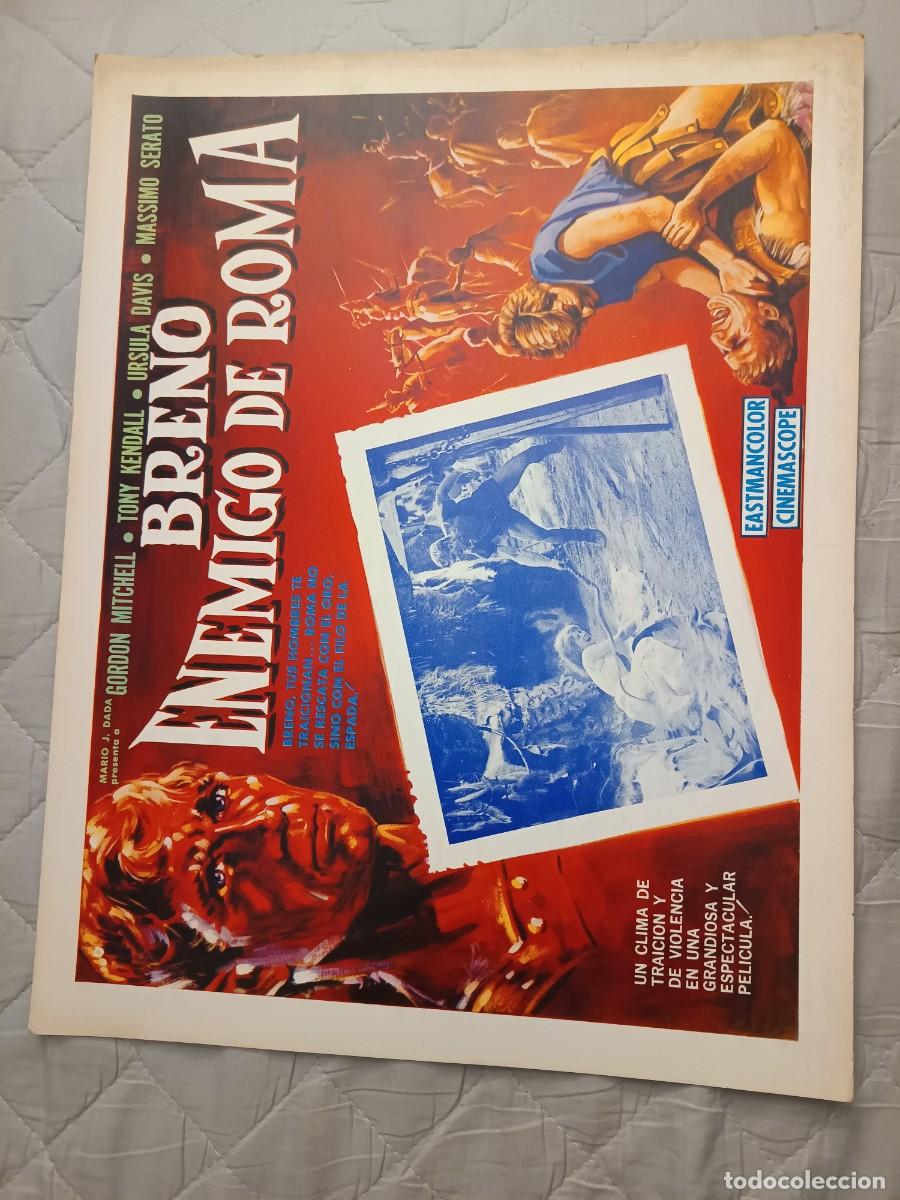 MARIO J. DADA
presenta a
GORDON MITCHELL • TONY KENDALL • URSULA DAVIS • MASSIMO SERATO
BRENO
ENEMIGO DE ROMA
BRENO, TUS HOMBRES TE
TRAICIONAN... ROMA NO
SE RESCATA CON EL ORO,
SINO CON EL FILO DE LA
ESPADA!
UN CLIMA DE
TRAICION Y
DE VIOLENCIA
EN UNA
GRANDIOSA Y
ESPECTACULAR
PELICULA!
EASTMANCOLOR
CINEMASCOPE
todocoleccion